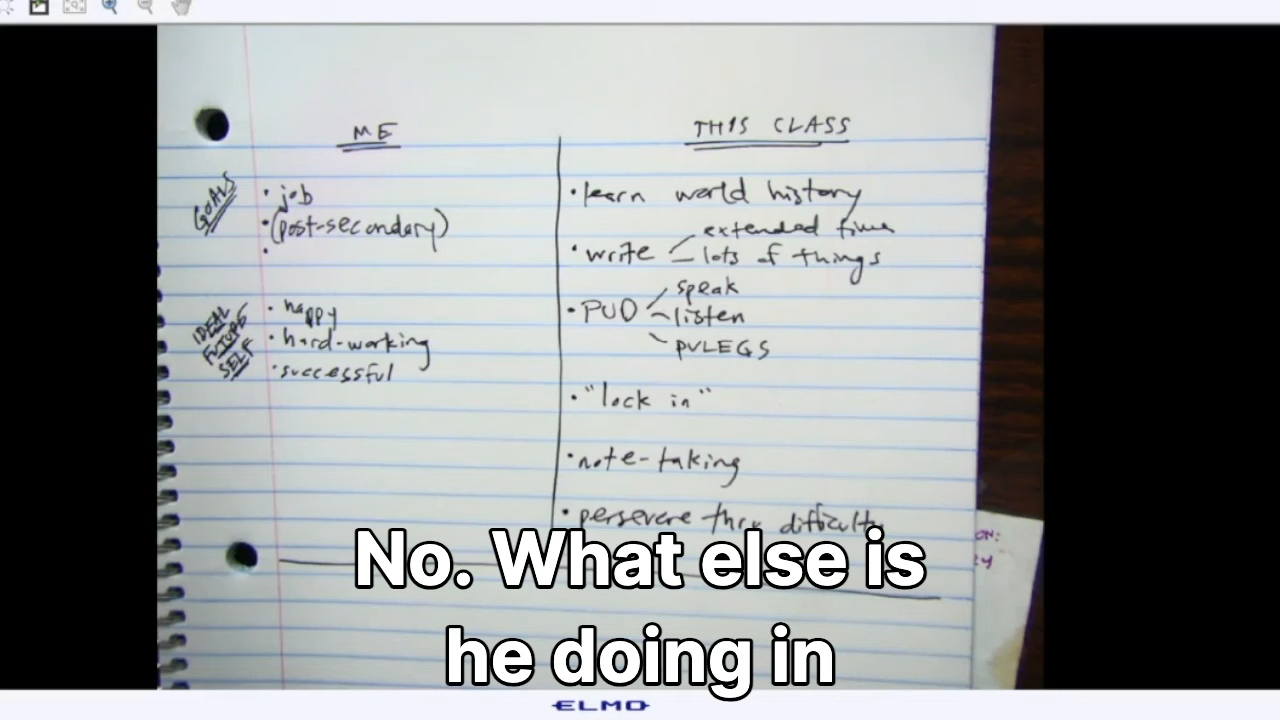 ME
THIS CLASS
GOALS
• job
• (post-secondary)
•
IDEAL
FUTURE
SELF
• happy
• hard-working
• successful
• learn world history
• write
extended time
lots of things
• PUD
speak
listen
PVLEGS
• "lock in"
• note-taking
• persevere thru difficulty
No. What else is
he doing in
ELMO